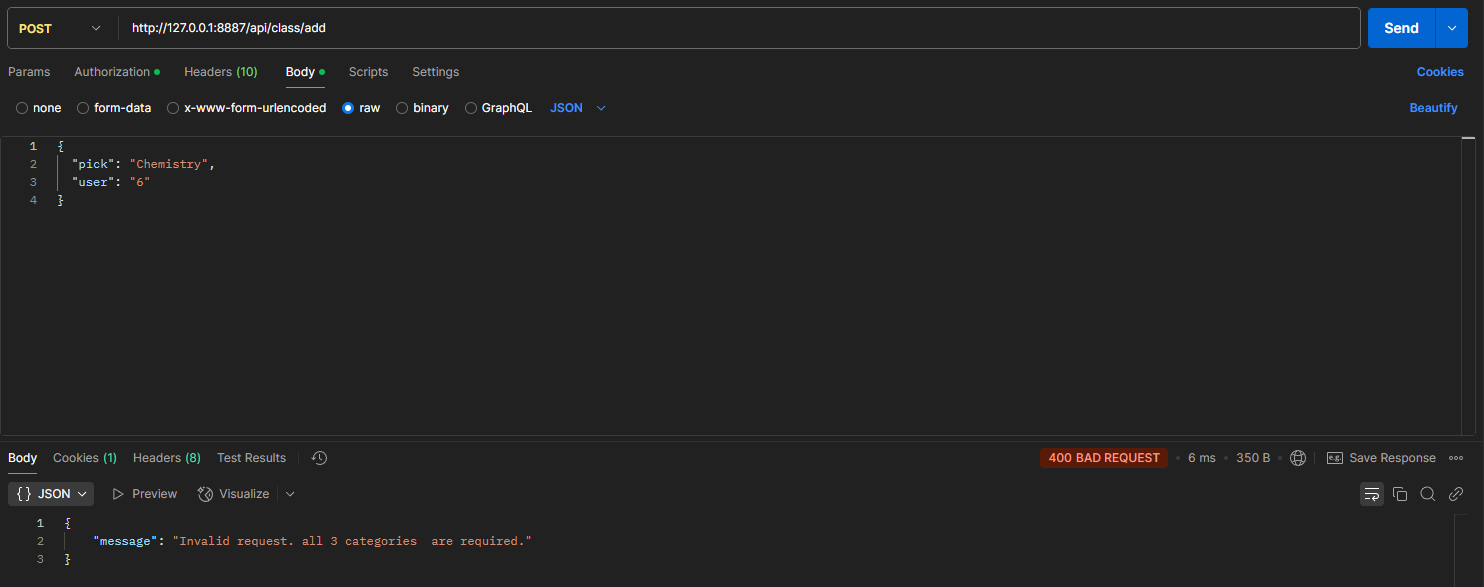 POST http://127.0.0.1:8887/api/class/add Send
Params Authorization Headers (10) Body Scripts Settings Cookies
none form-data x-www-form-urlencoded raw binary GraphQL JSON Beautify
1 {
2 "pick": "Chemistry",
3 "user": "6"
4 }
Body Cookies (1) Headers (8) Test Results 400 BAD REQUEST • 6 ms • 350 B • e.g. Save Response
{} JSON Preview Visualize
1 {
2 "message": "Invalid request. all 3 categories  are required."
3 }